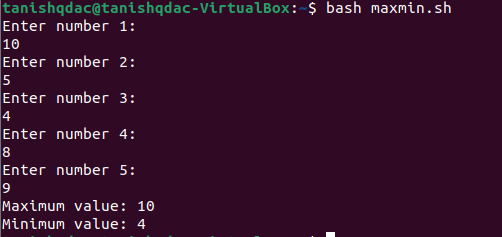 tanishqdac@tanishqdac-VirtualBox:~$ bash maxmin.sh
Enter number 1:
10
Enter number 2:
5
Enter number 3:
4
Enter number 4:
8
Enter number 5:
9
Maximum value: 10
Minimum value: 4